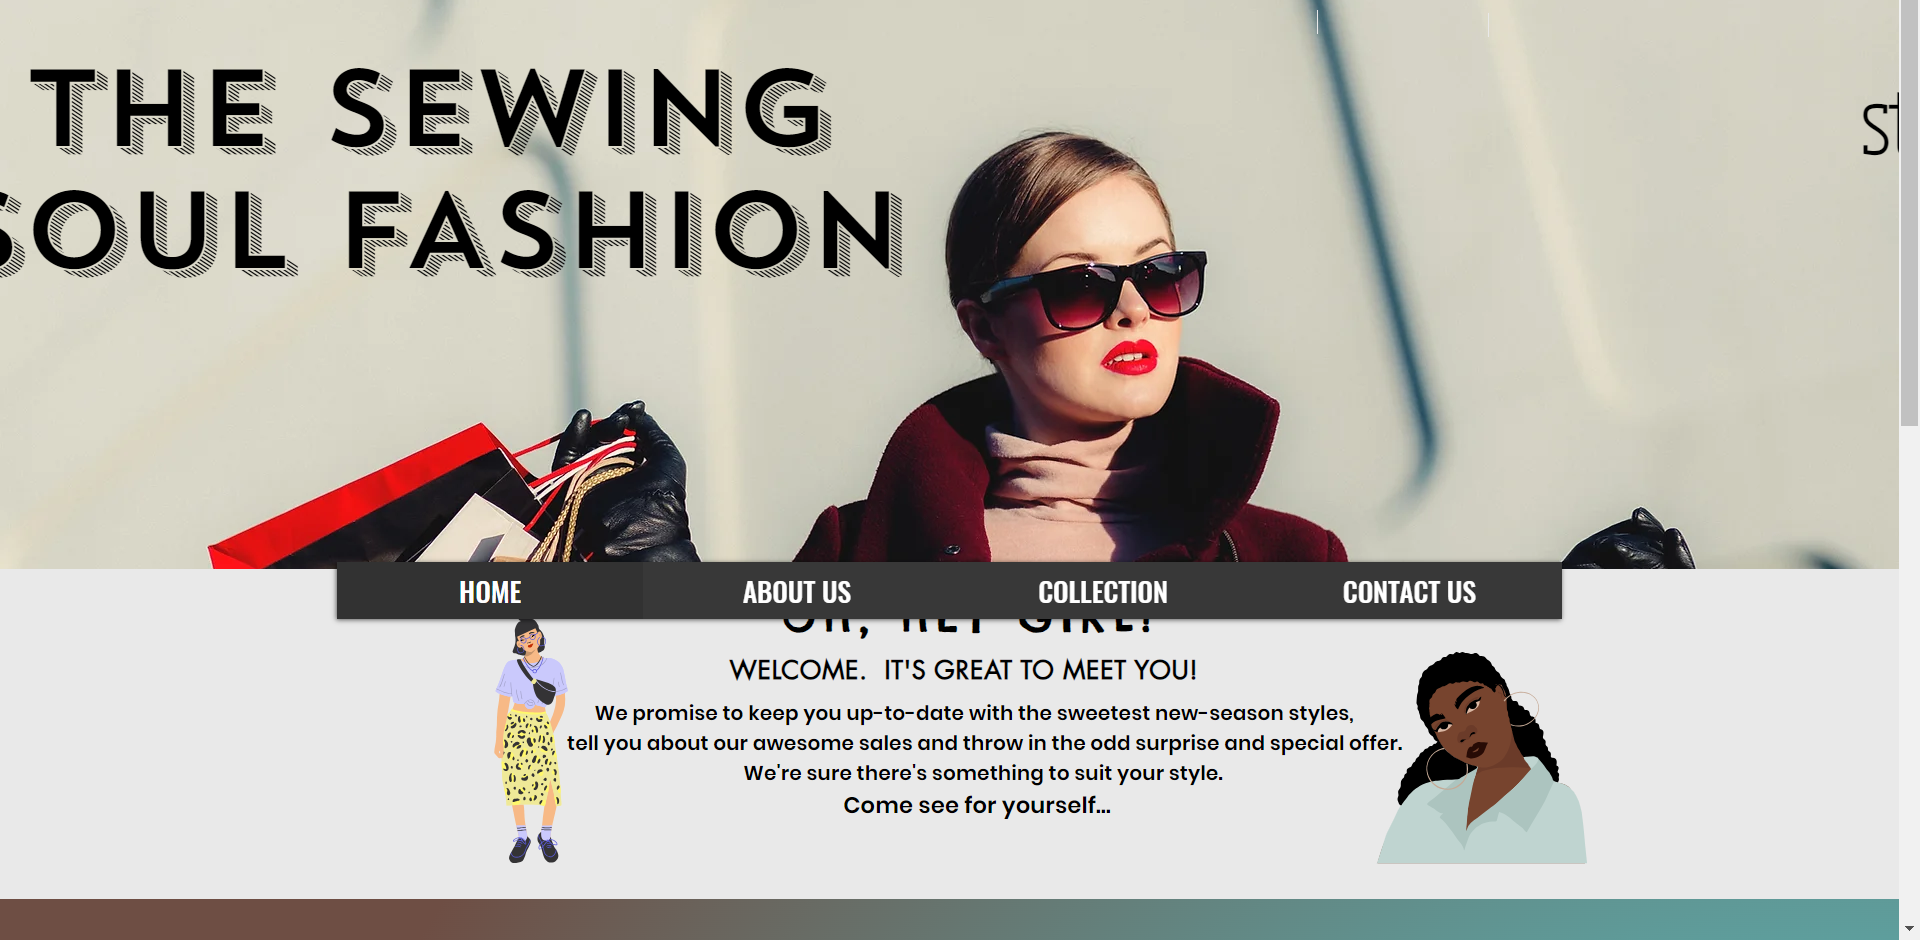 THE SEWING
SOUL FASHION
HOME
ABOUT US
COLLECTION
CONTACT US
OH, HEY GIRL!
WELCOME. IT'S GREAT TO MEET YOU!
We promise to keep you up-to-date with the sweetest new-season styles,
tell you about our awesome sales and throw in the odd surprise and special offer.
We're sure there's something to suit your style.
Come see for yourself...